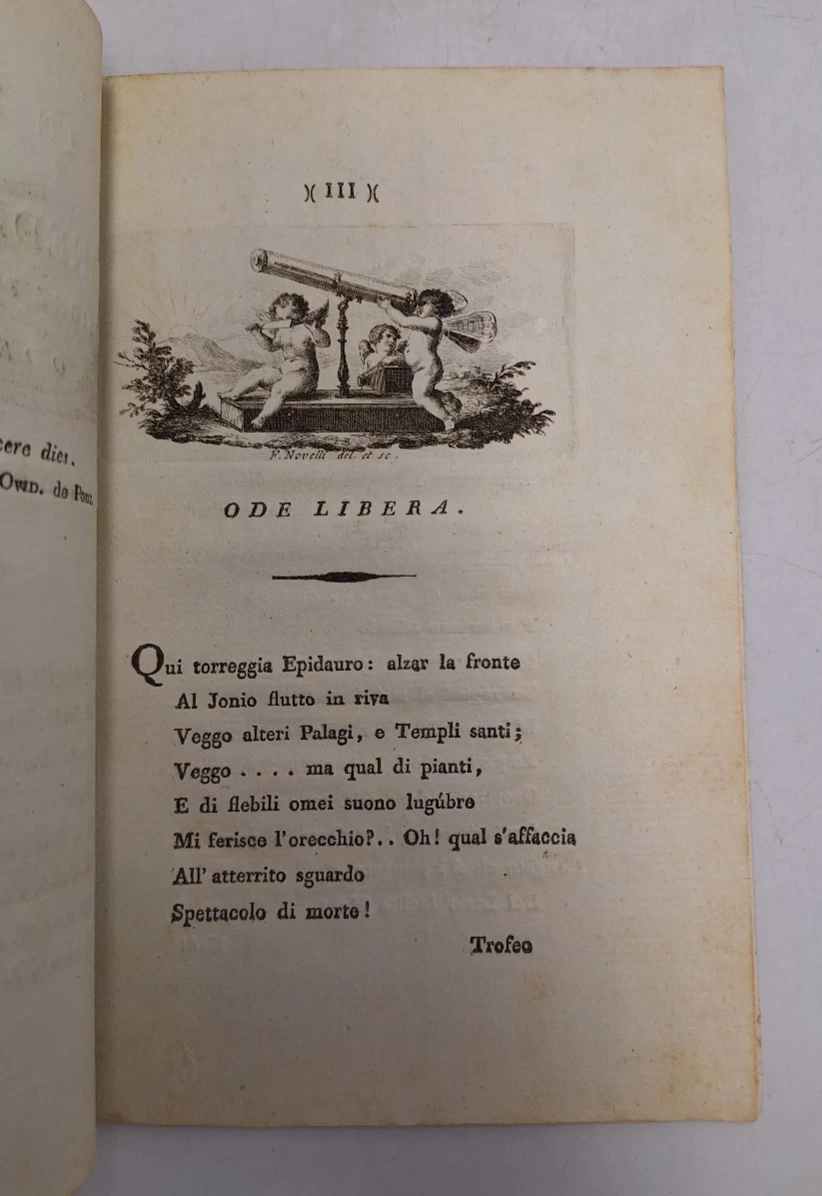 )( III )(
F. Novelli del. et sc.
ODE LIBERA.
Qui torreggia Epidauro: alzar la fronte
Al Jonio flutto in riva
Veggo alteri Palagi, e Templi santi;
Veggo . . . . ma qual di pianti,
E di flebili omei suono lugúbre
Mi ferisce l'orecchio?.. Oh! qual s'affaccia
All' atterrito sguardo
Spettacolo di morte!
Trofeo
dies.
OVID. de Pont.